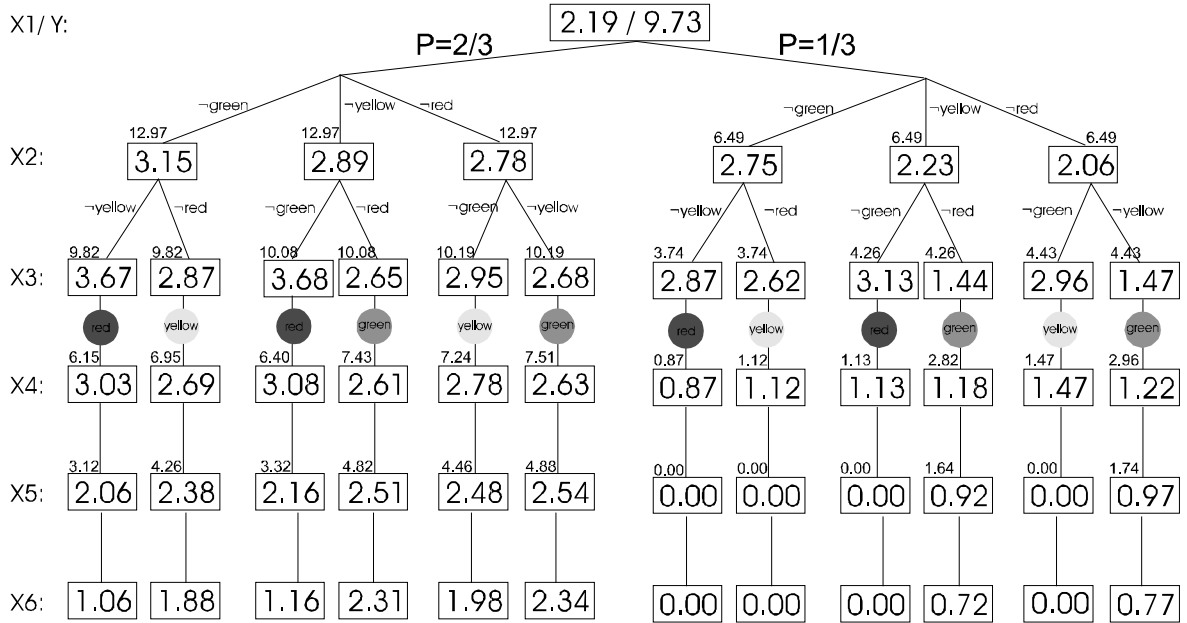 X1/ Y: 2.19 / 9.73
P=2/3 P=1/3
¬green ¬yellow ¬red ¬green ¬yellow ¬red
12.97 12.97 12.97 6.49 6.49 6.49
X2: 3.15 2.89 2.78 2.75 2.23 2.06
¬yellow ¬red ¬green ¬red ¬green ¬yellow ¬yellow ¬red ¬green ¬red ¬green ¬yellow
9.82 9.82 10.08 10.08 10.19 10.19 3.74 3.74 4.26 4.26 4.43 4.43
X3: 3.67 2.87 3.68 2.65 2.95 2.68 2.87 2.62 3.13 1.44 2.96 1.47
red yellow red green yellow green red yellow red green yellow green
6.15 6.95 6.40 7.43 7.24 7.51 0.87 1.12 1.13 2.82 1.47 2.96
X4: 3.03 2.69 3.08 2.61 2.78 2.63 0.87 1.12 1.13 1.18 1.47 1.22
3.12 4.26 3.32 4.82 4.46 4.88 0.00 0.00 0.00 1.64 0.00 1.74
X5: 2.06 2.38 2.16 2.51 2.48 2.54 0.00 0.00 0.00 0.92 0.00 0.97
X6: 1.06 1.88 1.16 2.31 1.98 2.34 0.00 0.00 0.00 0.72 0.00 0.77